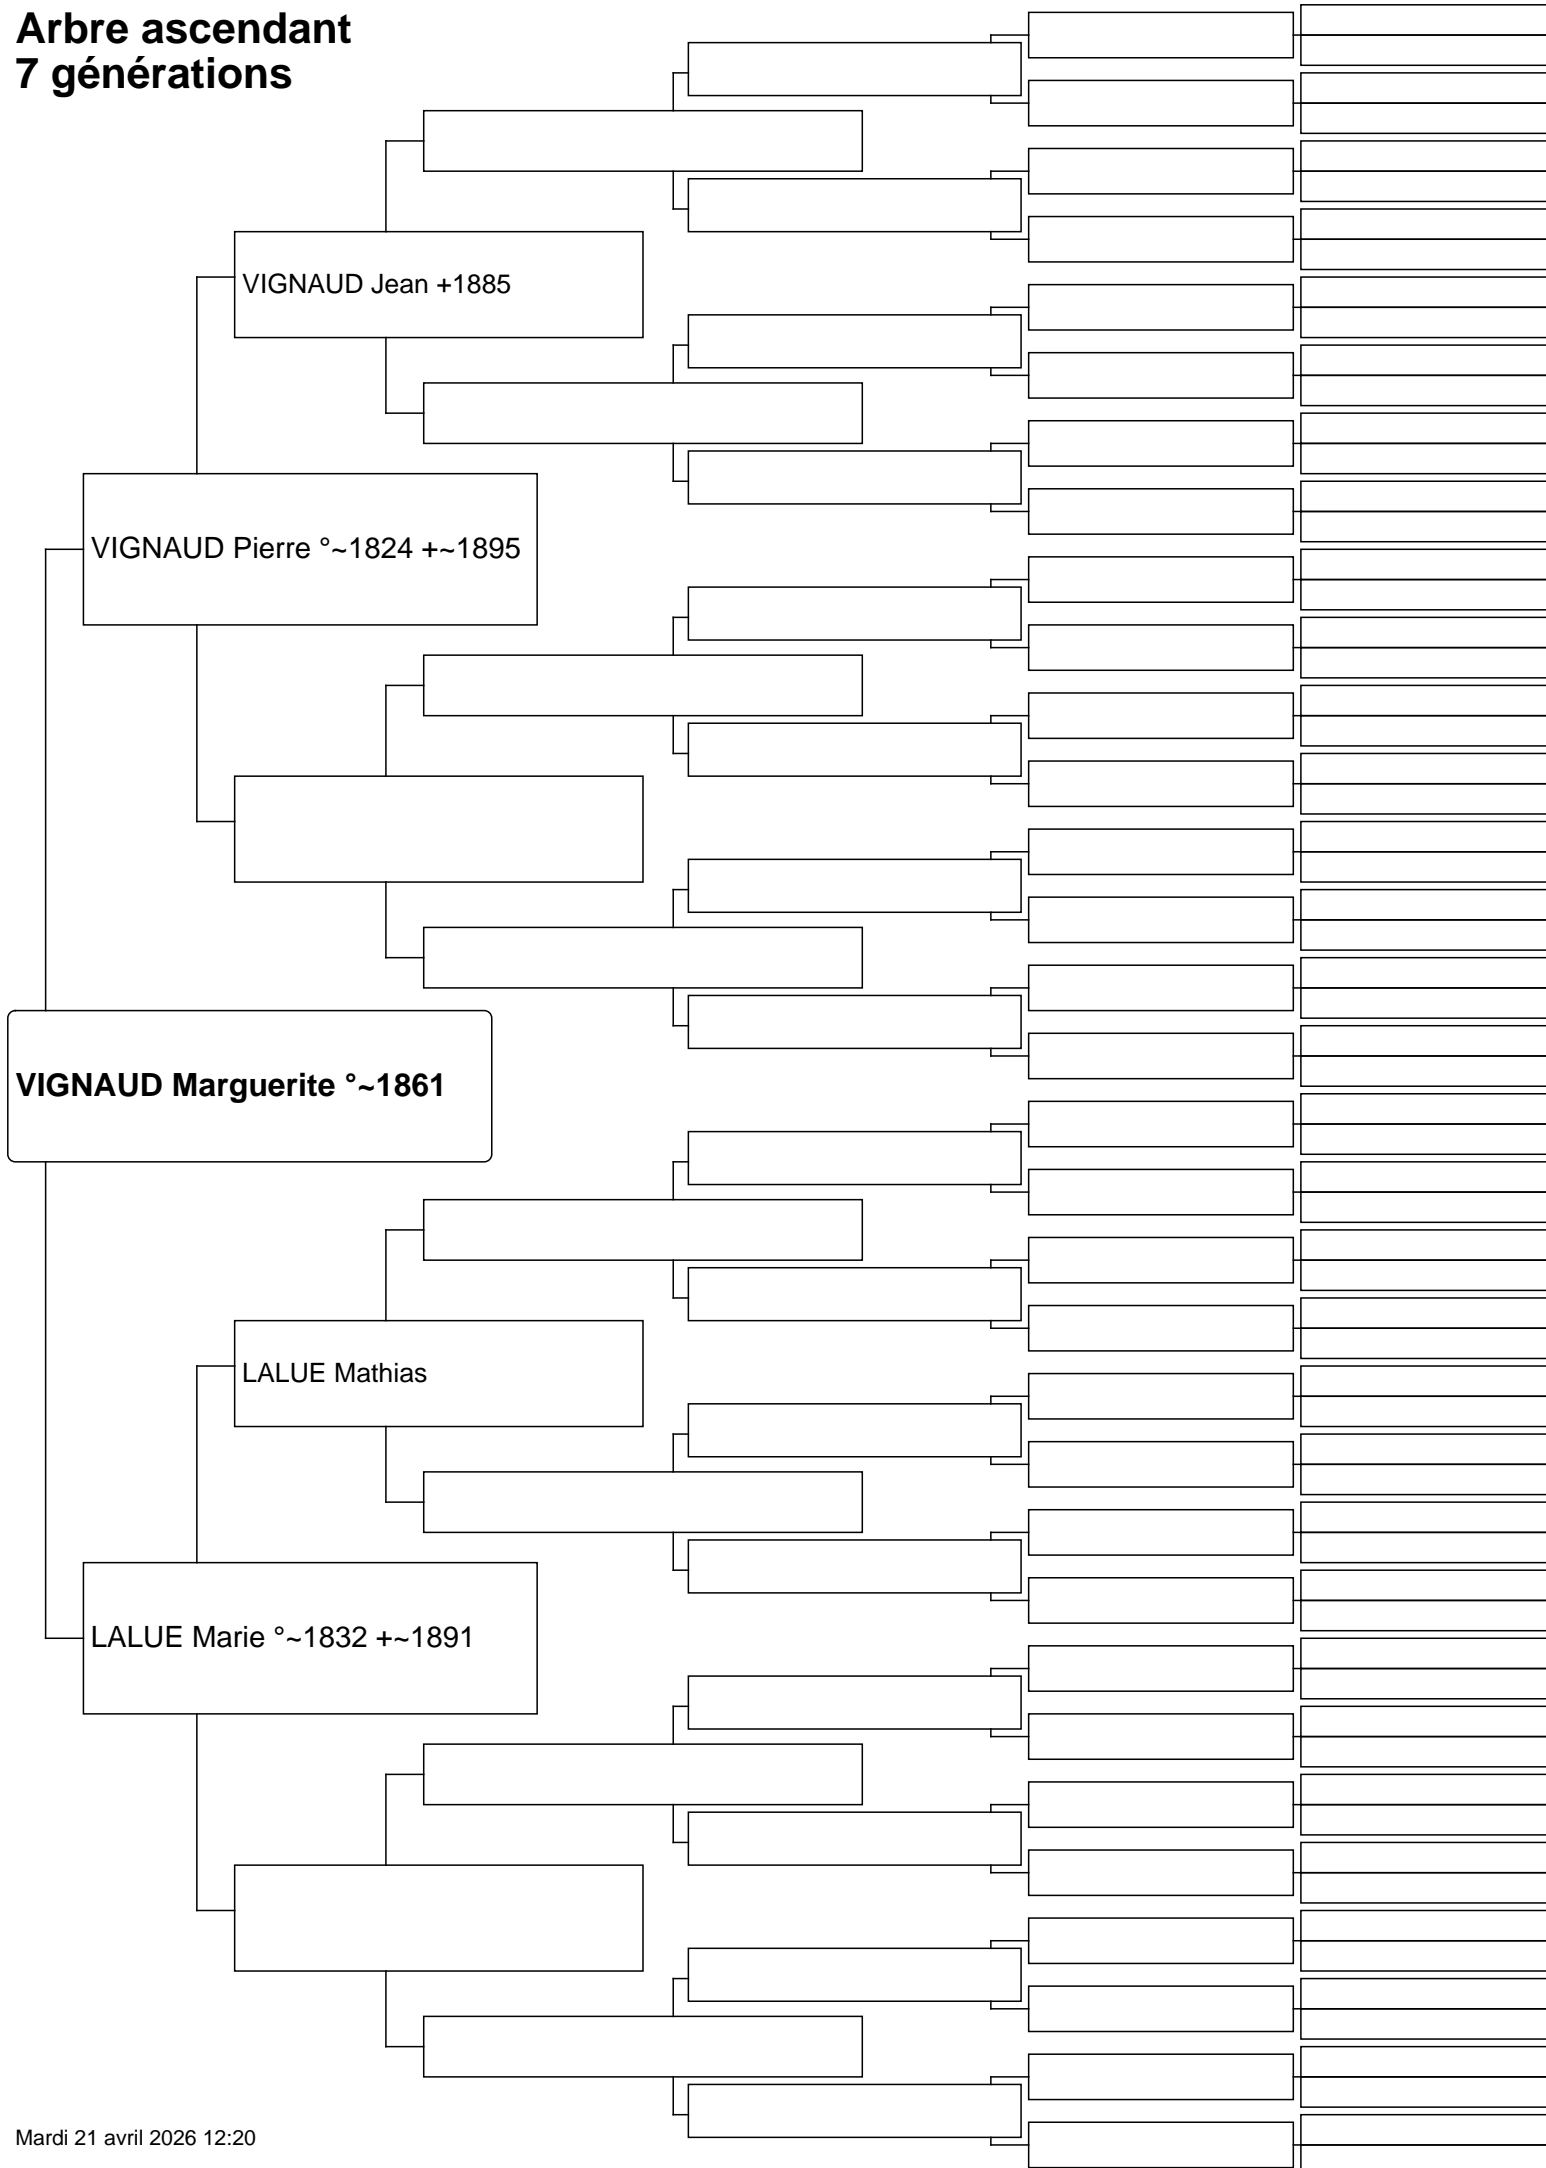 Arbre ascendant
7 générations
VIGNAUD Jean +1885
VIGNAUD Pierre °~1824 +~1895
VIGNAUD Marguerite °~1861
LALUE Mathias
LALUE Marie °~1832 +~1891
Mardi 21 avril 2026 12:20